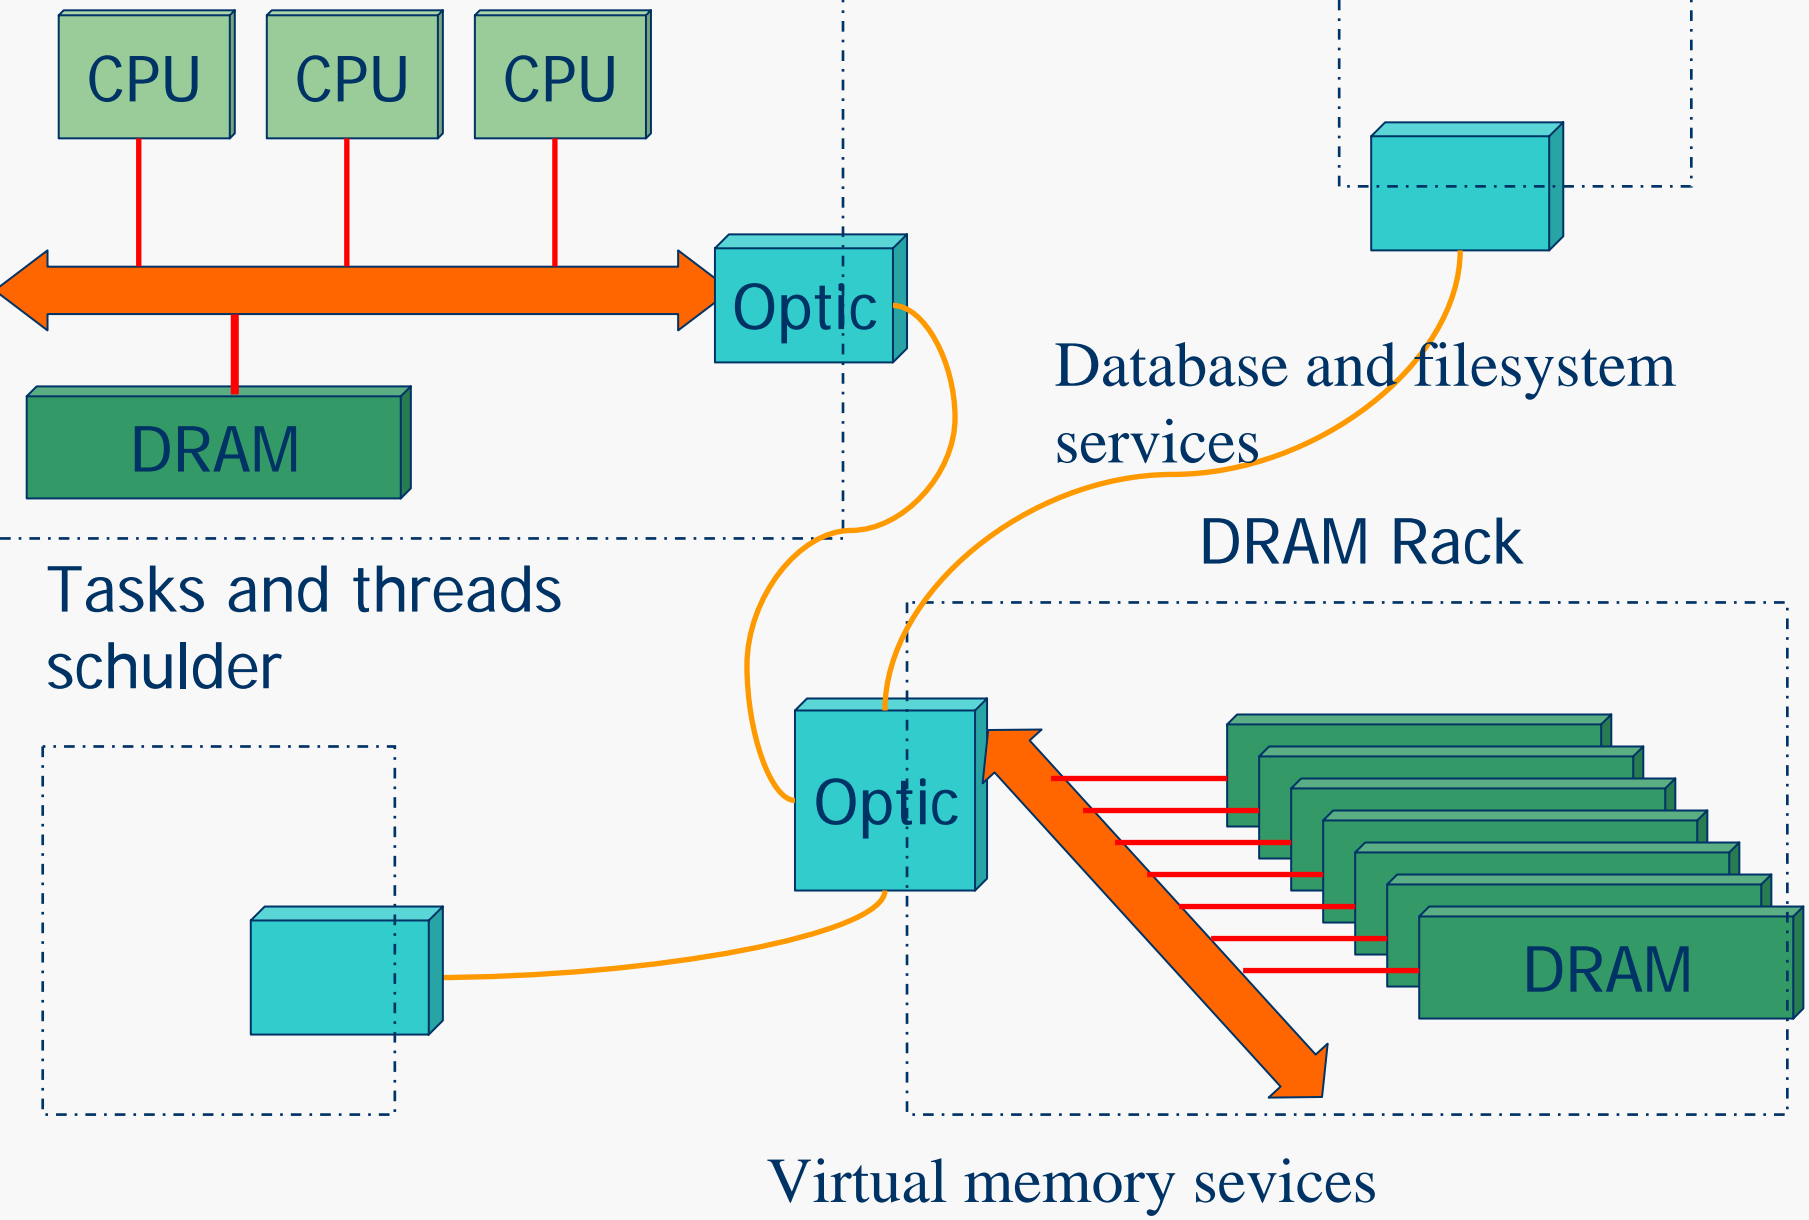 CPU CPU CPU
Optic
DRAM
Database and filesystem
services
DRAM Rack
Tasks and threads
schulder
Optic
DRAM
Virtual memory sevices